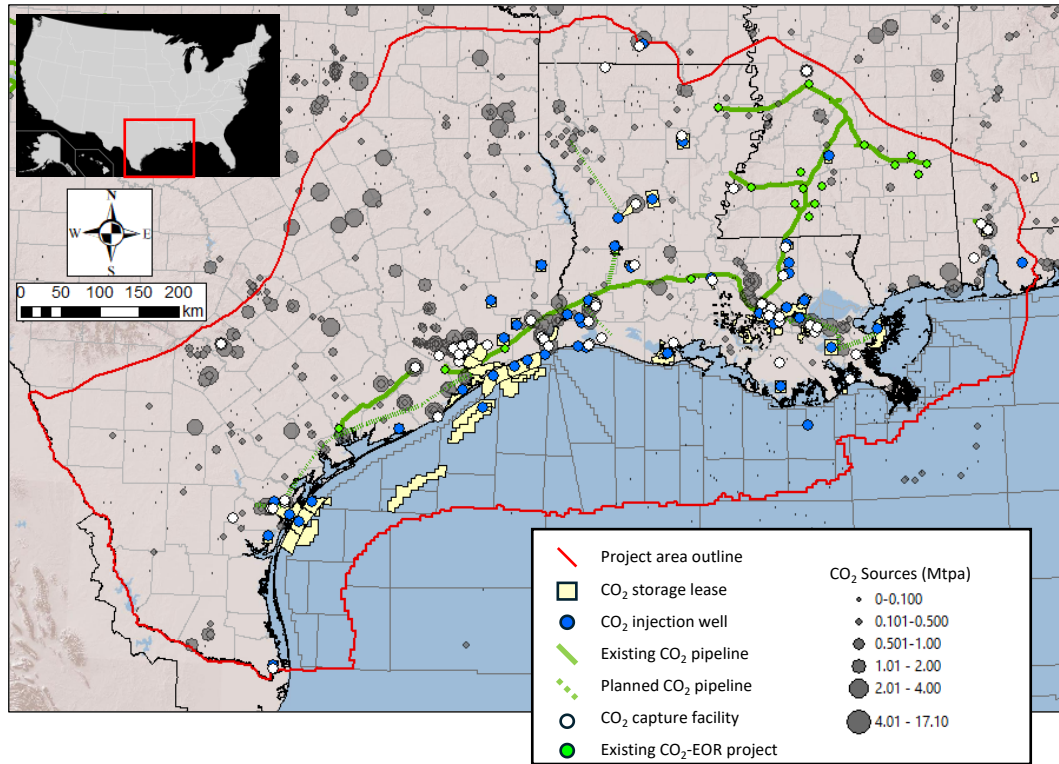 N
W E
S
0 50 100 150 200
km
Project area outline
CO₂ storage lease
CO₂ injection well
Existing CO₂ pipeline
Planned CO₂ pipeline
CO₂ capture facility
Existing CO₂-EOR project
CO₂ Sources (Mtpa)
0-0.100
0.101-0.500
0.501-1.00
1.01 - 2.00
2.01 - 4.00
4.01 - 17.10